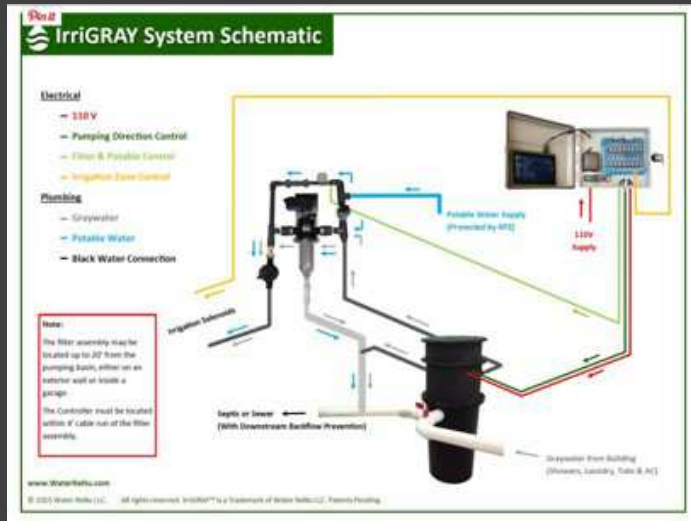 Pin it
IrriGRAY System Schematic
Electrical
110 V
Pumping Direction Control
Filter & Potable Control
Irrigation Zone Control
Plumbing
Graywater
Potable Water
Black Water Connection
Potable Water Supply
(Protected by RPZ)
110V
Supply
Irrigation Solenoids
Note:
The filter assembly may be
located up to 20' from the
pumping basin, either on an
exterior wall or inside a
garage
The Controller must be located
within 4' cable run of the filter
assembly.
Septic or Sewer
(With Downstream Backflow Prevention)
Graywater from Building
(Showers, Laundry, Tubs & AC)
www.WaterReNu.com
© 2015 Water ReNu LLC. All rights reserved. IrriGRAY™ is a Trademark of Water ReNu LLC. Patents Pending.